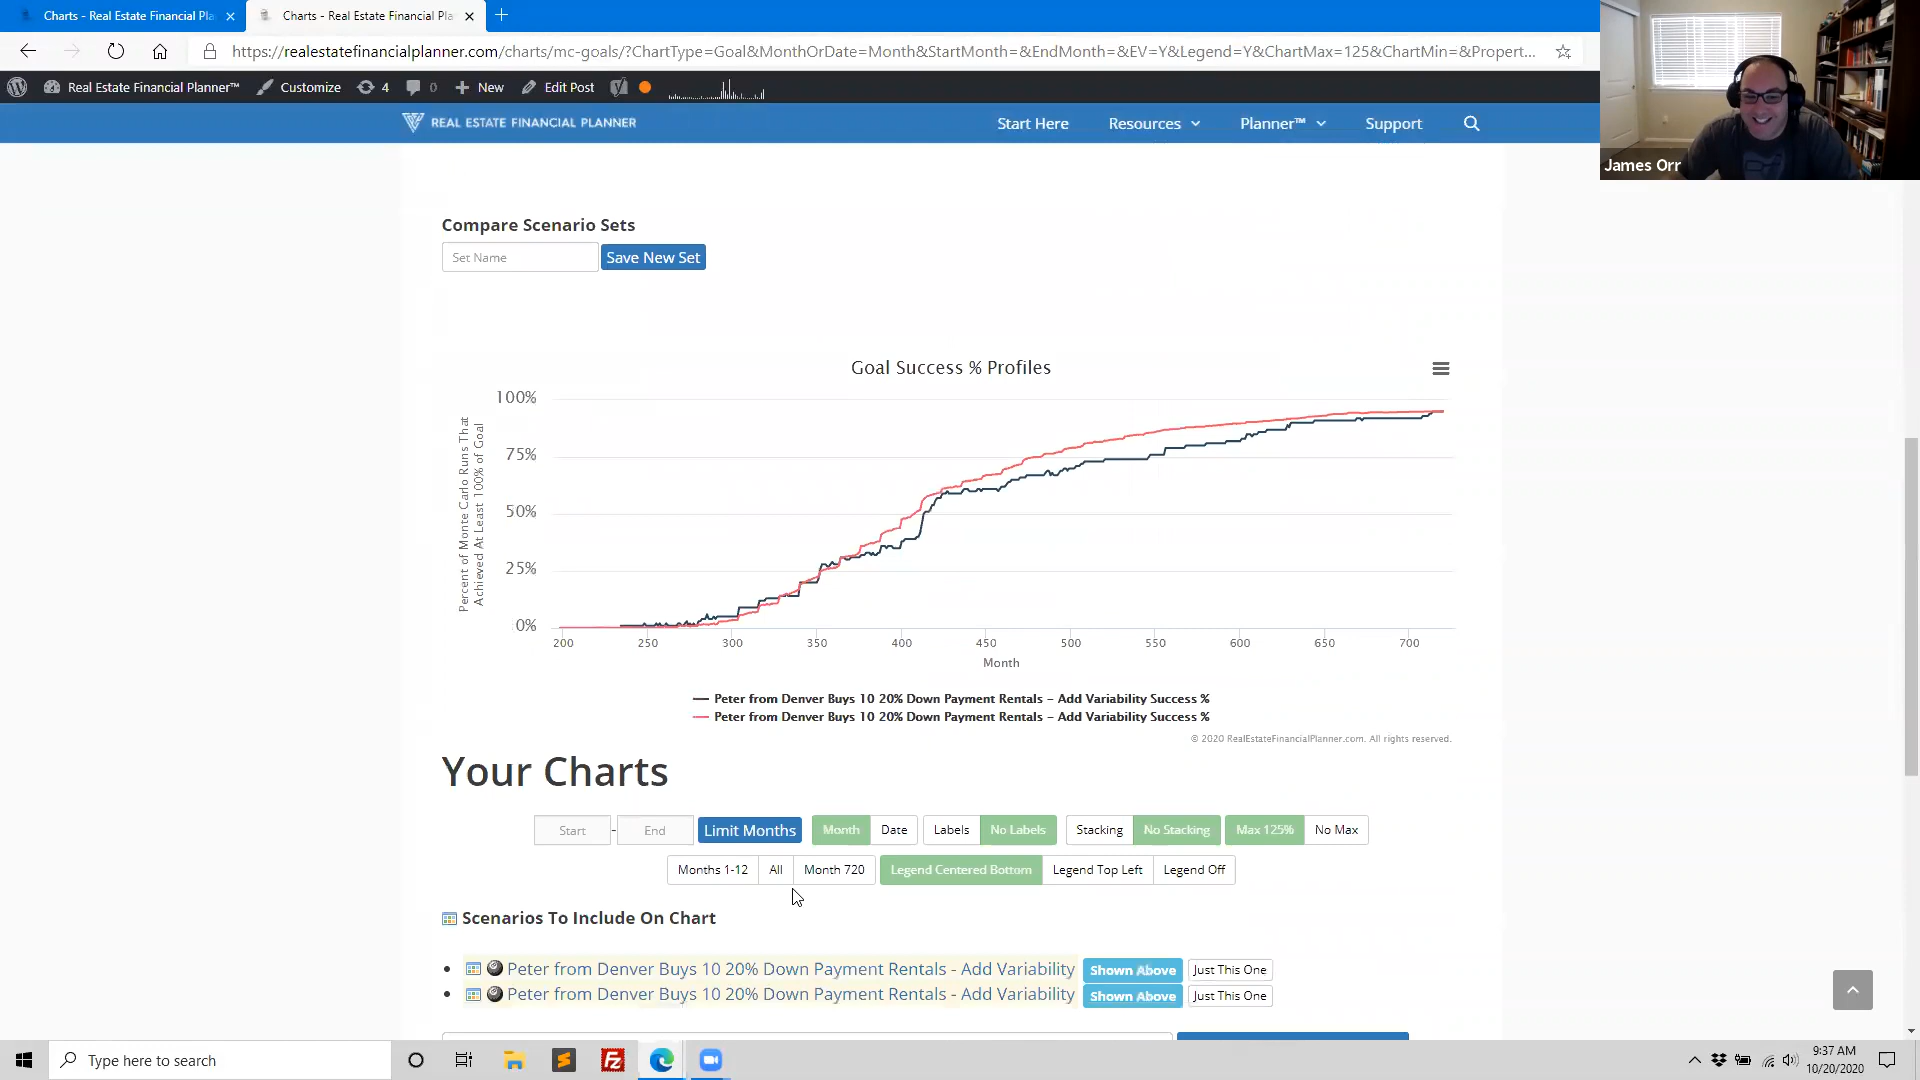 Charts - Real Estate Financial Pla
Charts - Real Estate Financial Pla
https://realestatefinancialplanner.com/charts/mc-goals/?ChartType=Goal&MonthOrDate=Month&StartMonth=&EndMonth=&EV=Y&Legend=Y&ChartMax=125&ChartMin=&Propert...
Real Estate Financial Planner™ Customize 4 0 New Edit Post
REAL ESTATE FINANCIAL PLANNER Start Here Resources Planner™ Support
James Orr
Compare Scenario Sets
Set Name Save New Set
Goal Success % Profiles
Percent of Monte Carlo Runs That
Achieved At Least 100% of Goal
100%
75%
50%
25%
0%
200 250 300 350 400 450 500 550 600 650 700
Month
Peter from Denver Buys 10 20% Down Payment Rentals - Add Variability Success %
Peter from Denver Buys 10 20% Down Payment Rentals - Add Variability Success %
© 2020 RealEstateFinancialPlanner.com. All rights reserved.
Your Charts
Start - End Limit Months Month Date Labels No Labels Stacking No Stacking Max 125% No Max
Months 1-12 All Month 720 Legend Centered Bottom Legend Top Left Legend Off
Scenarios To Include On Chart
Peter from Denver Buys 10 20% Down Payment Rentals - Add Variability Shown Above Just This One
Peter from Denver Buys 10 20% Down Payment Rentals - Add Variability Shown Above Just This One
Type here to search
9:37 AM
10/20/2020